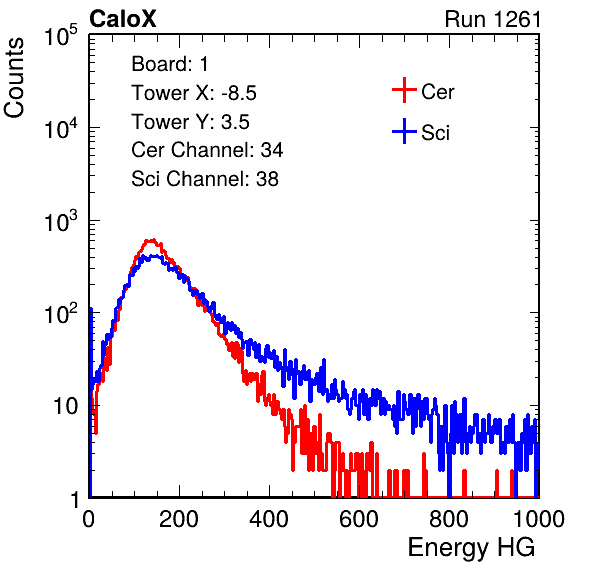 CaloX Run 1261
Counts
Board: 1
Tower X: -8.5
Tower Y: 3.5
Cer Channel: 34
Sci Channel: 38
Cer
Sci
10^5
10^4
10^3
10^2
10
1
0 200 400 600 800 1000
Energy HG